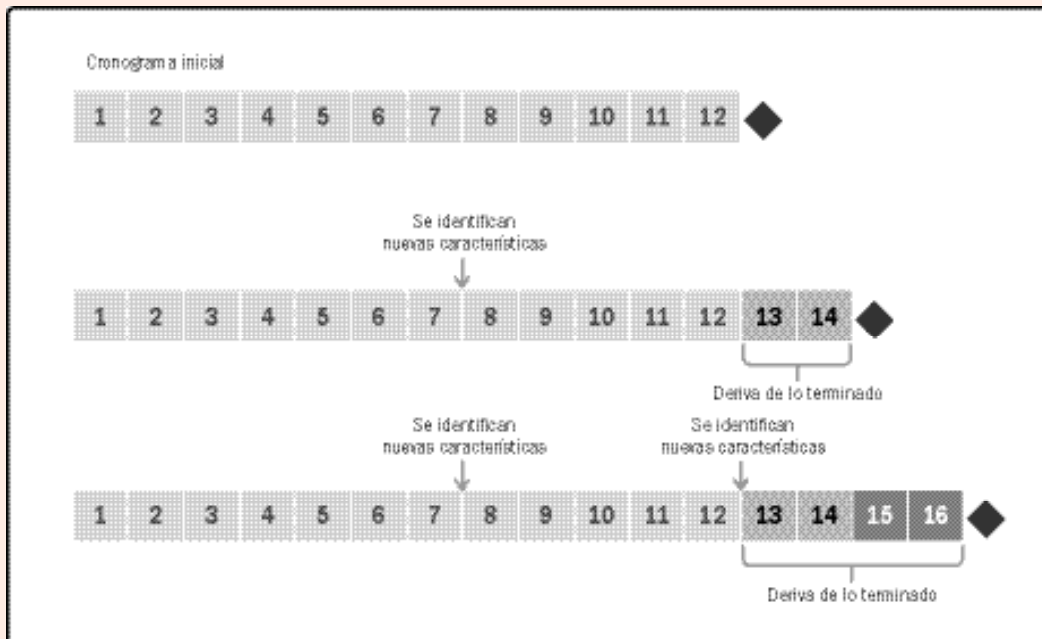 Cronograma inicial
1 2 3 4 5 6 7 8 9 10 11 12
Se identifican
nuevas características
1 2 3 4 5 6 7 8 9 10 11 12 13 14
Deriva de lo terminado
Se identifican
nuevas características
Se identifican
nuevas características
1 2 3 4 5 6 7 8 9 10 11 12 13 14 15 16
Deriva de lo terminado